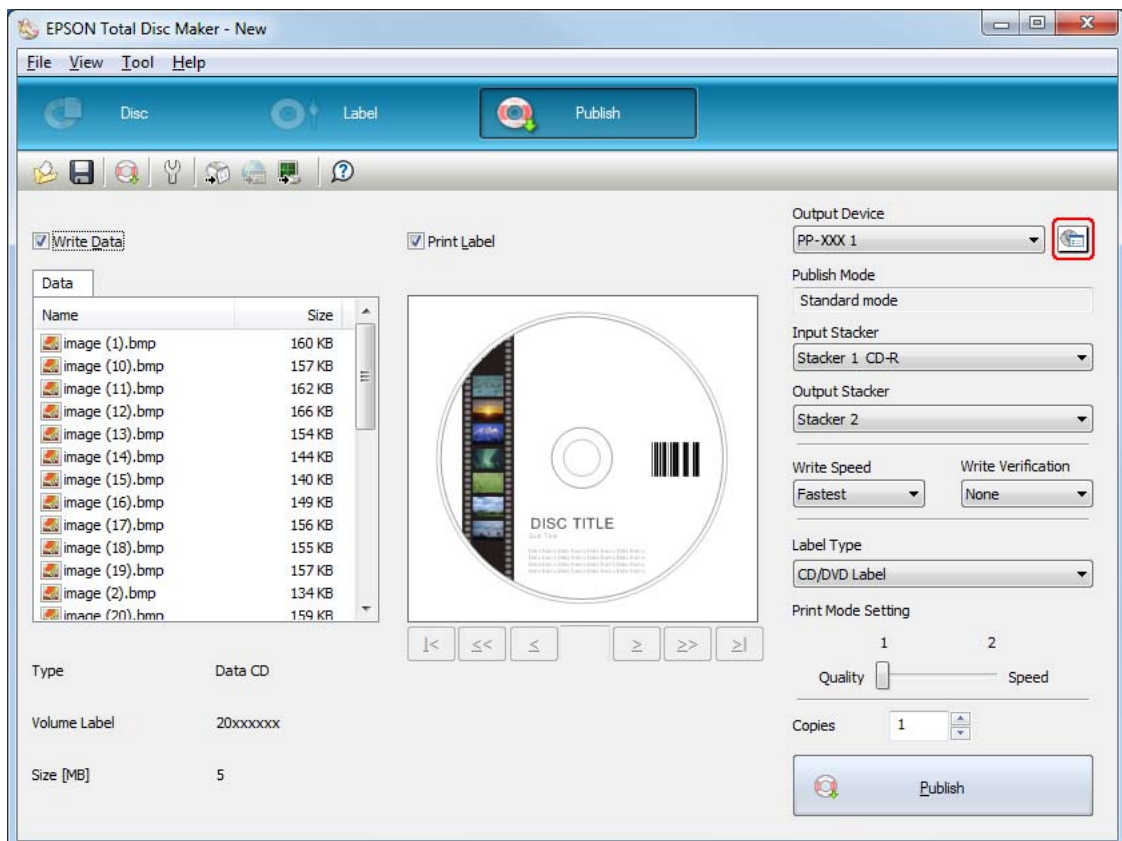 EPSON Total Disc Maker - New
File View Tool Help
Disc Label Publish
Write Data
Data
Name Size
image (1).bmp 160 KB
image (10).bmp 157 KB
image (11).bmp 162 KB
image (12).bmp 166 KB
image (13).bmp 154 KB
image (14).bmp 144 KB
image (15).bmp 140 KB
image (16).bmp 149 KB
image (17).bmp 156 KB
image (18).bmp 155 KB
image (19).bmp 157 KB
image (2).bmp 134 KB
image (20).bmp 159 KB
Type Data CD
Volume Label 20xxxxxx
Size [MB] 5
Print Label
DISC TITLE
Sub Title
|< << < > >> >|
Output Device
PP-XXX 1
Publish Mode
Standard mode
Input Stacker
Stacker 1 CD-R
Output Stacker
Stacker 2
Write Speed Write Verification
Fastest None
Label Type
CD/DVD Label
Print Mode Setting
1 2
Quality Speed
Copies 1
Publish